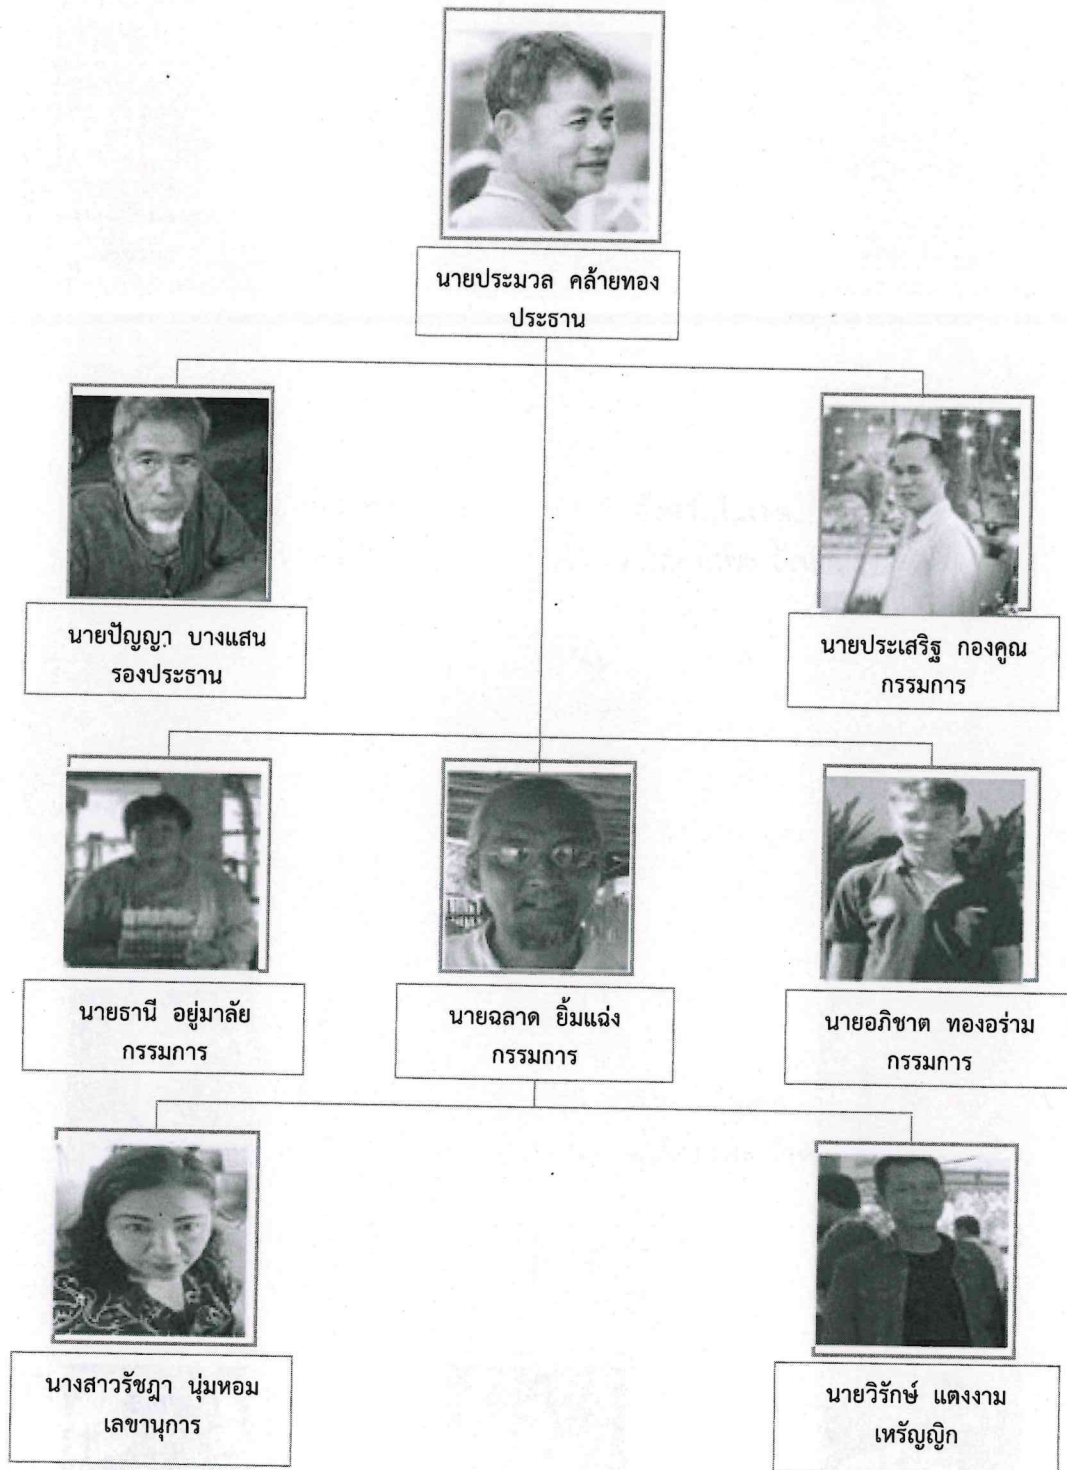 นายประมวล คล้ายทอง
ประธาน
นายปัญญา บางแสน
รองประธาน
นายประเสริฐ กองคูณ
กรรมการ
นายธานี อยู่มาลัย
กรรมการ
นายฉลาด ยิ้มแฉ่ง
กรรมการ
นายอภิชาต ทองอร่าม
กรรมการ
นางสาวรัชฎา นุ่มหอม
เลขานุการ
นายวิรักษ์ แตงงาม
เหรัญญิก